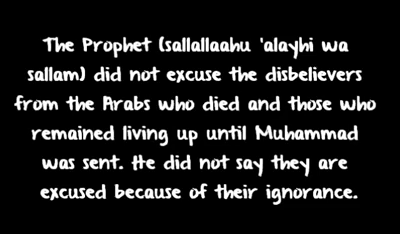 The Prophet (sallallaahu 'alayhi wa
sallam) did not excuse the disbelievers
from the Arabs who died and those who
remained living up until Muhammad
was sent. He did not say they are
excused because of their ignorance.